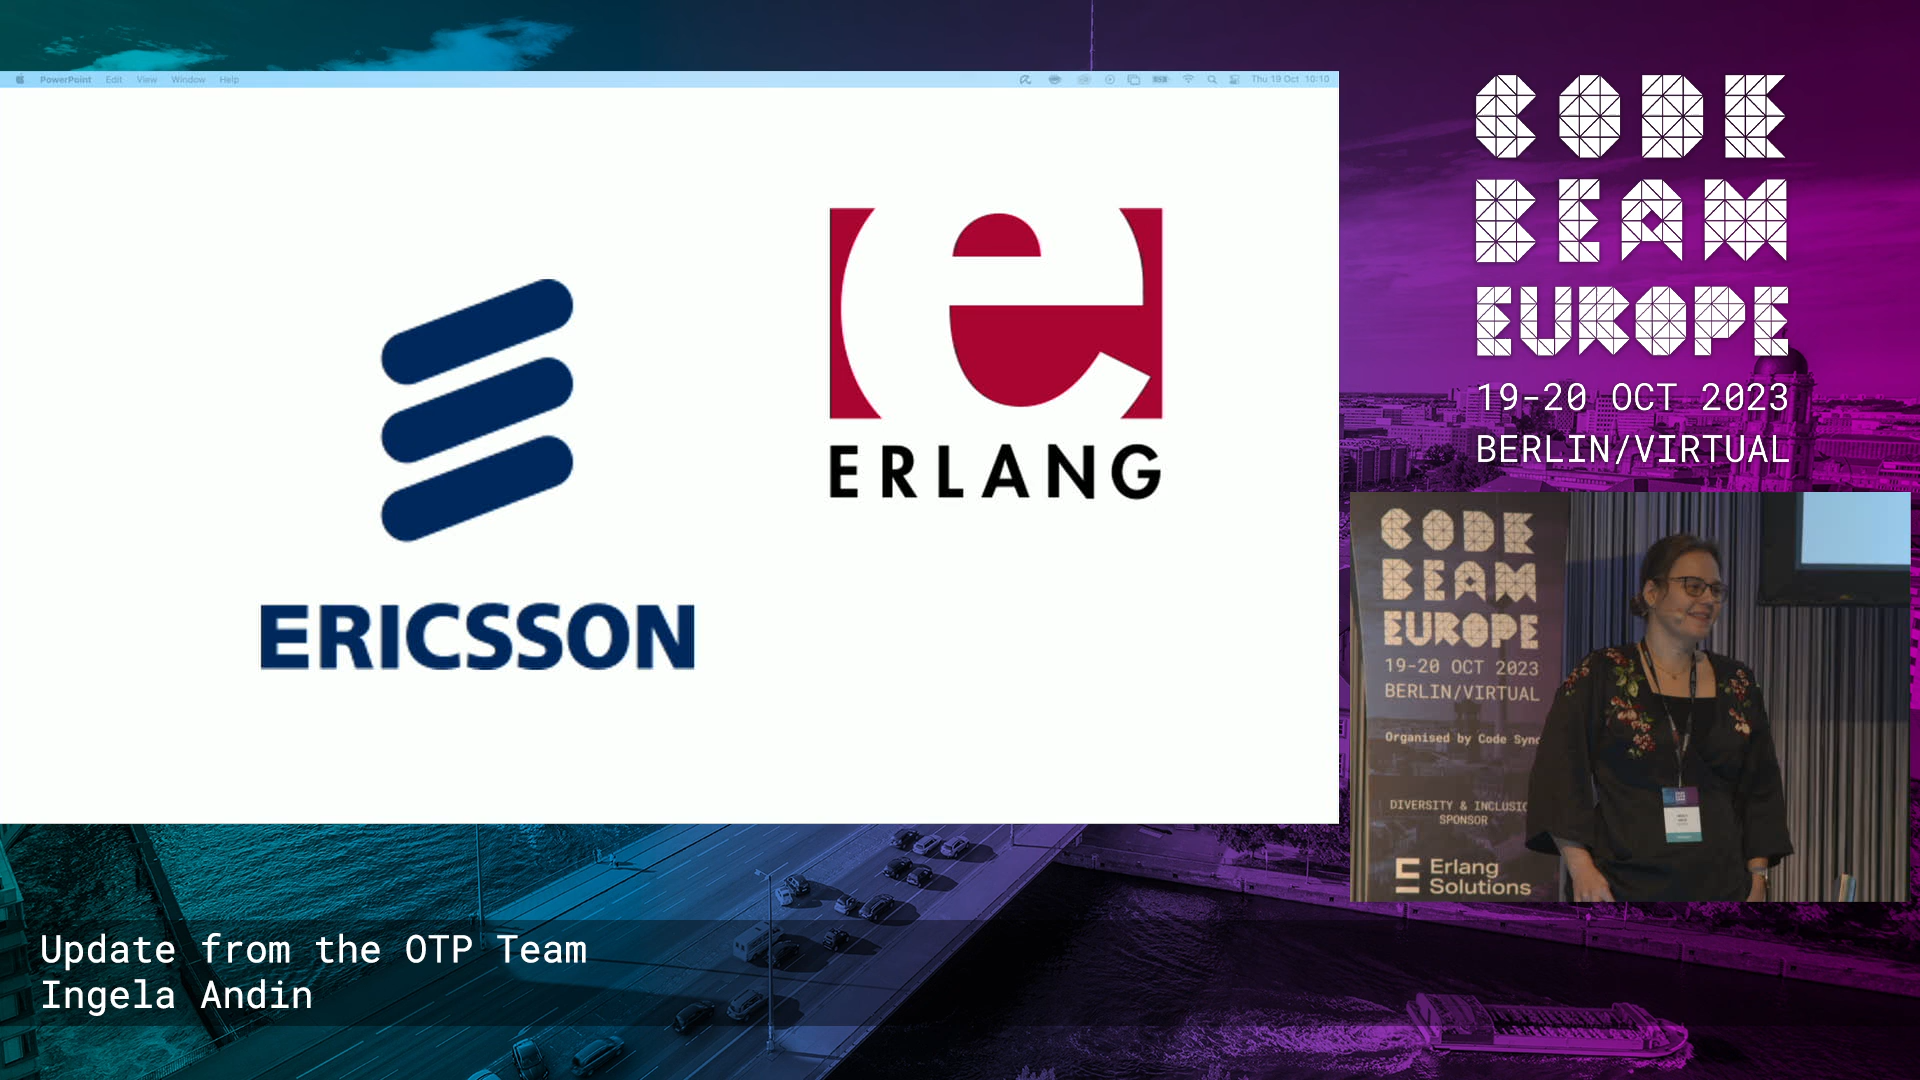 PowerPoint Edit View Window Help
Thu 19 Oct 10:10
ERLANG
ERICSSON
CODE
BEAM
EUROPE
19-20 OCT 2023
BERLIN/VIRTUAL
CODE
BEAM
EUROPE
19-20 OCT 2023
BERLIN/VIRTUAL
Organised by Code Sync
DIVERSITY & INCLUSIO
SPONSOR
Erlang
Solutions
Update from the OTP Team
Ingela Andin